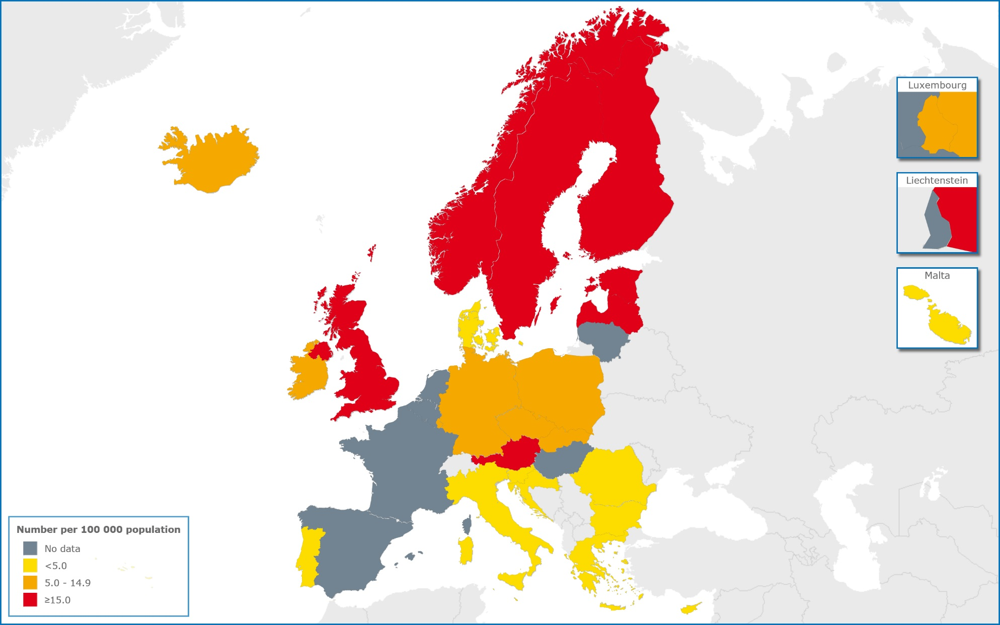 Luxembourg
Liechtenstein
Malta
Number per 100 000 population
No data
<5.0
5.0 - 14.9
≥15.0